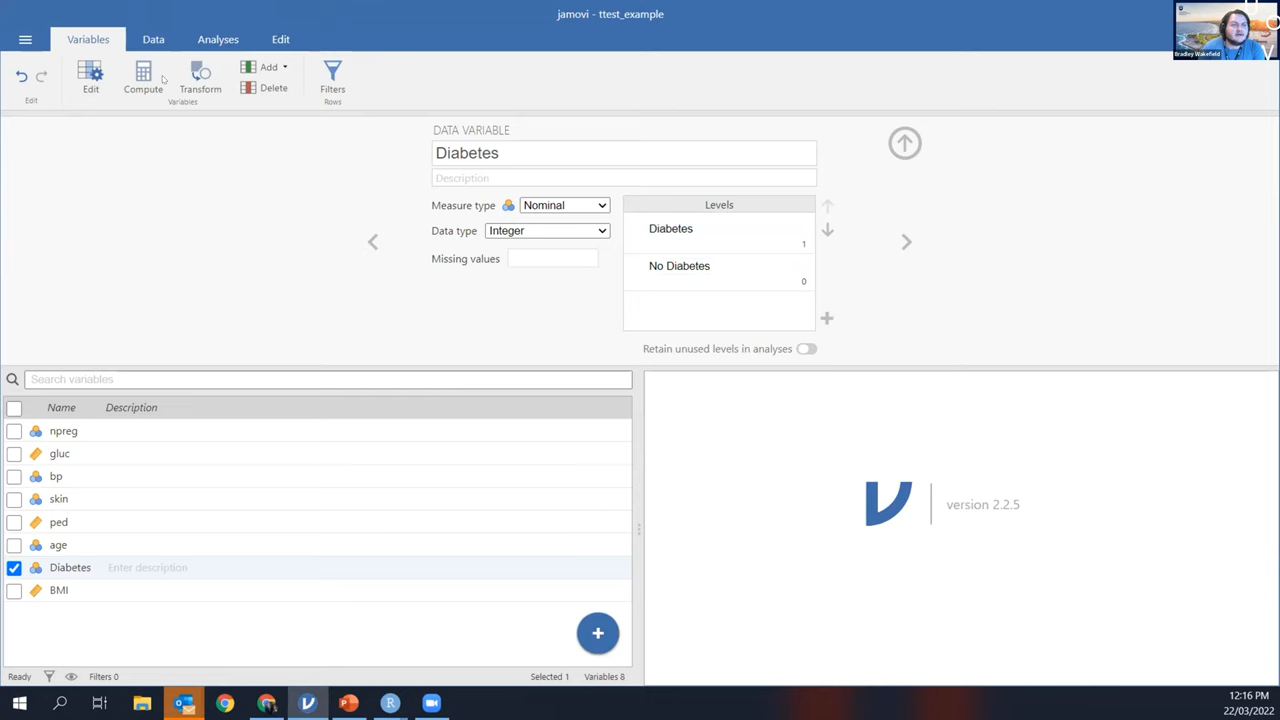 jamovi - ttest_example
Bradley Wakefield
Variables Data Analyses Edit
Edit Compute Transform Add Delete Filters
Edit Variables Rows
DATA VARIABLE
Diabetes
Description
Measure type Nominal
Data type Integer
Missing values
Levels
Diabetes
1
No Diabetes
0
Retain unused levels in analyses
Search variables
Name Description
npreg
gluc
bp
skin
ped
age
Diabetes Enter description
BMI
version 2.2.5
Ready Filters 0 Selected 1 Variables 8
12:16 PM
22/03/2022